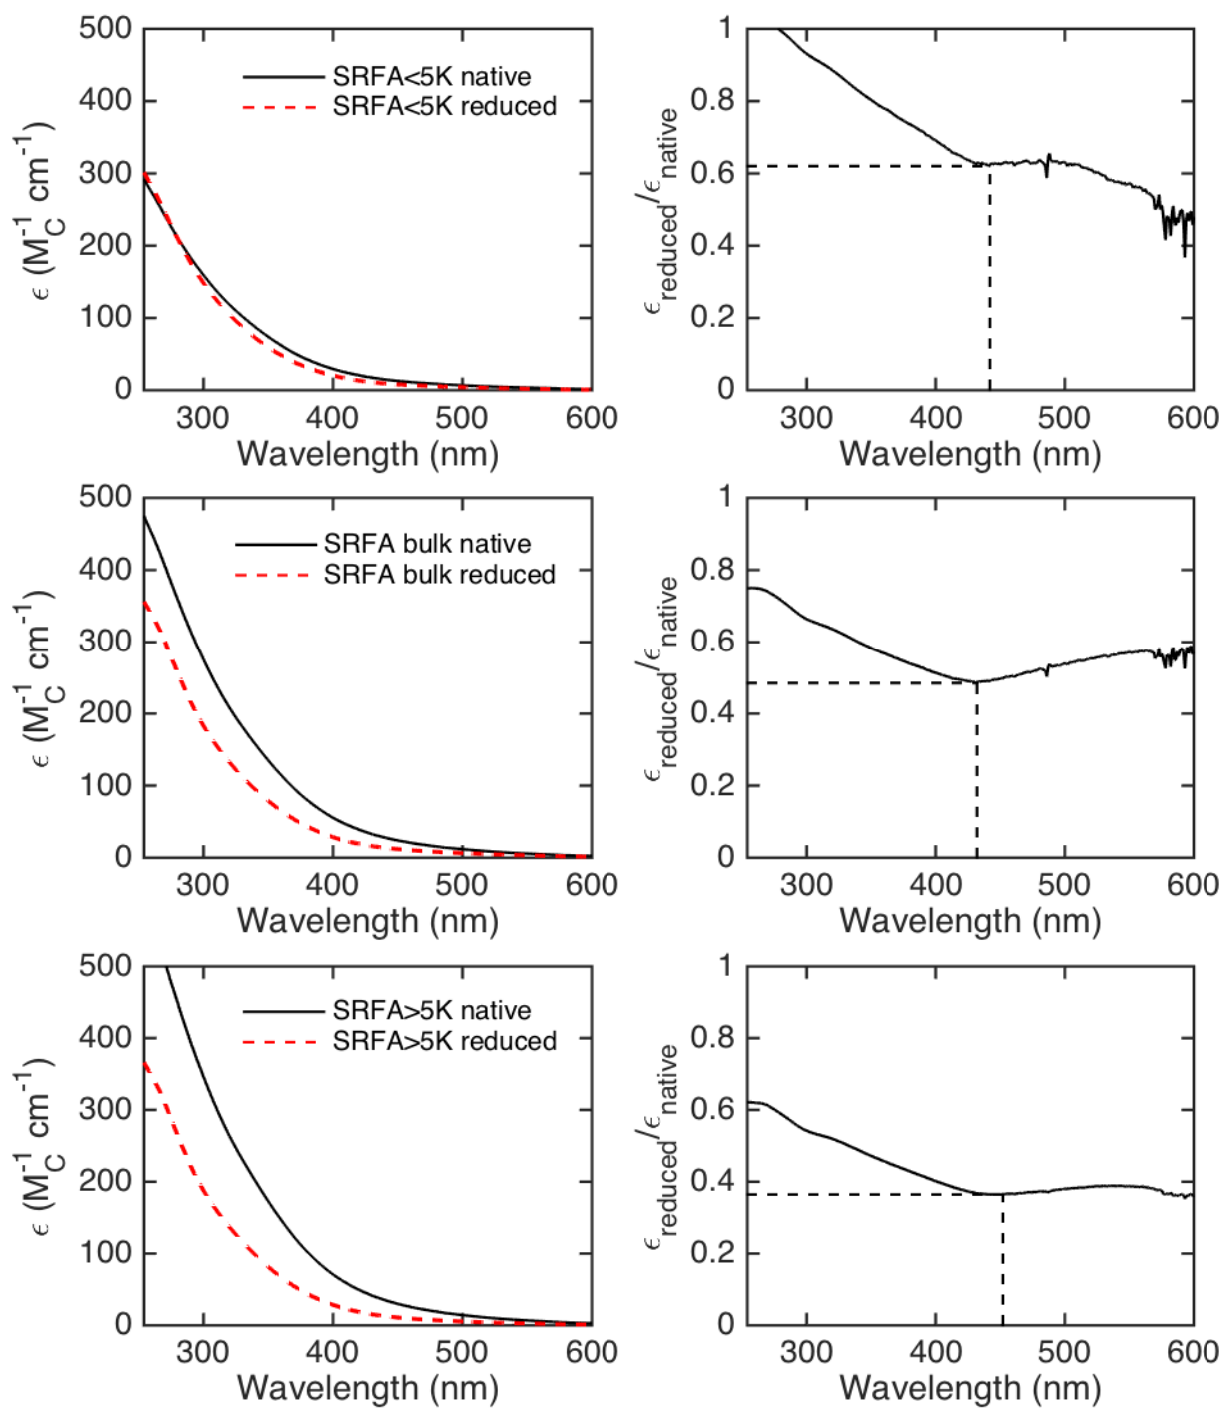 500
400
300
200
100
0
ϵ (M_C^-1 cm^-1)
SRFA<5K native
SRFA<5K reduced
300 400 500 600
Wavelength (nm)
1
0.8
0.6
0.4
0.2
0
ϵ_reduced/ϵ_native
300 400 500 600
Wavelength (nm)
500
400
300
200
100
0
ϵ (M_C^-1 cm^-1)
SRFA bulk native
SRFA bulk reduced
300 400 500 600
Wavelength (nm)
1
0.8
0.6
0.4
0.2
0
ϵ_reduced/ϵ_native
300 400 500 600
Wavelength (nm)
500
400
300
200
100
0
ϵ (M_C^-1 cm^-1)
SRFA>5K native
SRFA>5K reduced
300 400 500 600
Wavelength (nm)
1
0.8
0.6
0.4
0.2
0
ϵ_reduced/ϵ_native
300 400 500 600
Wavelength (nm)